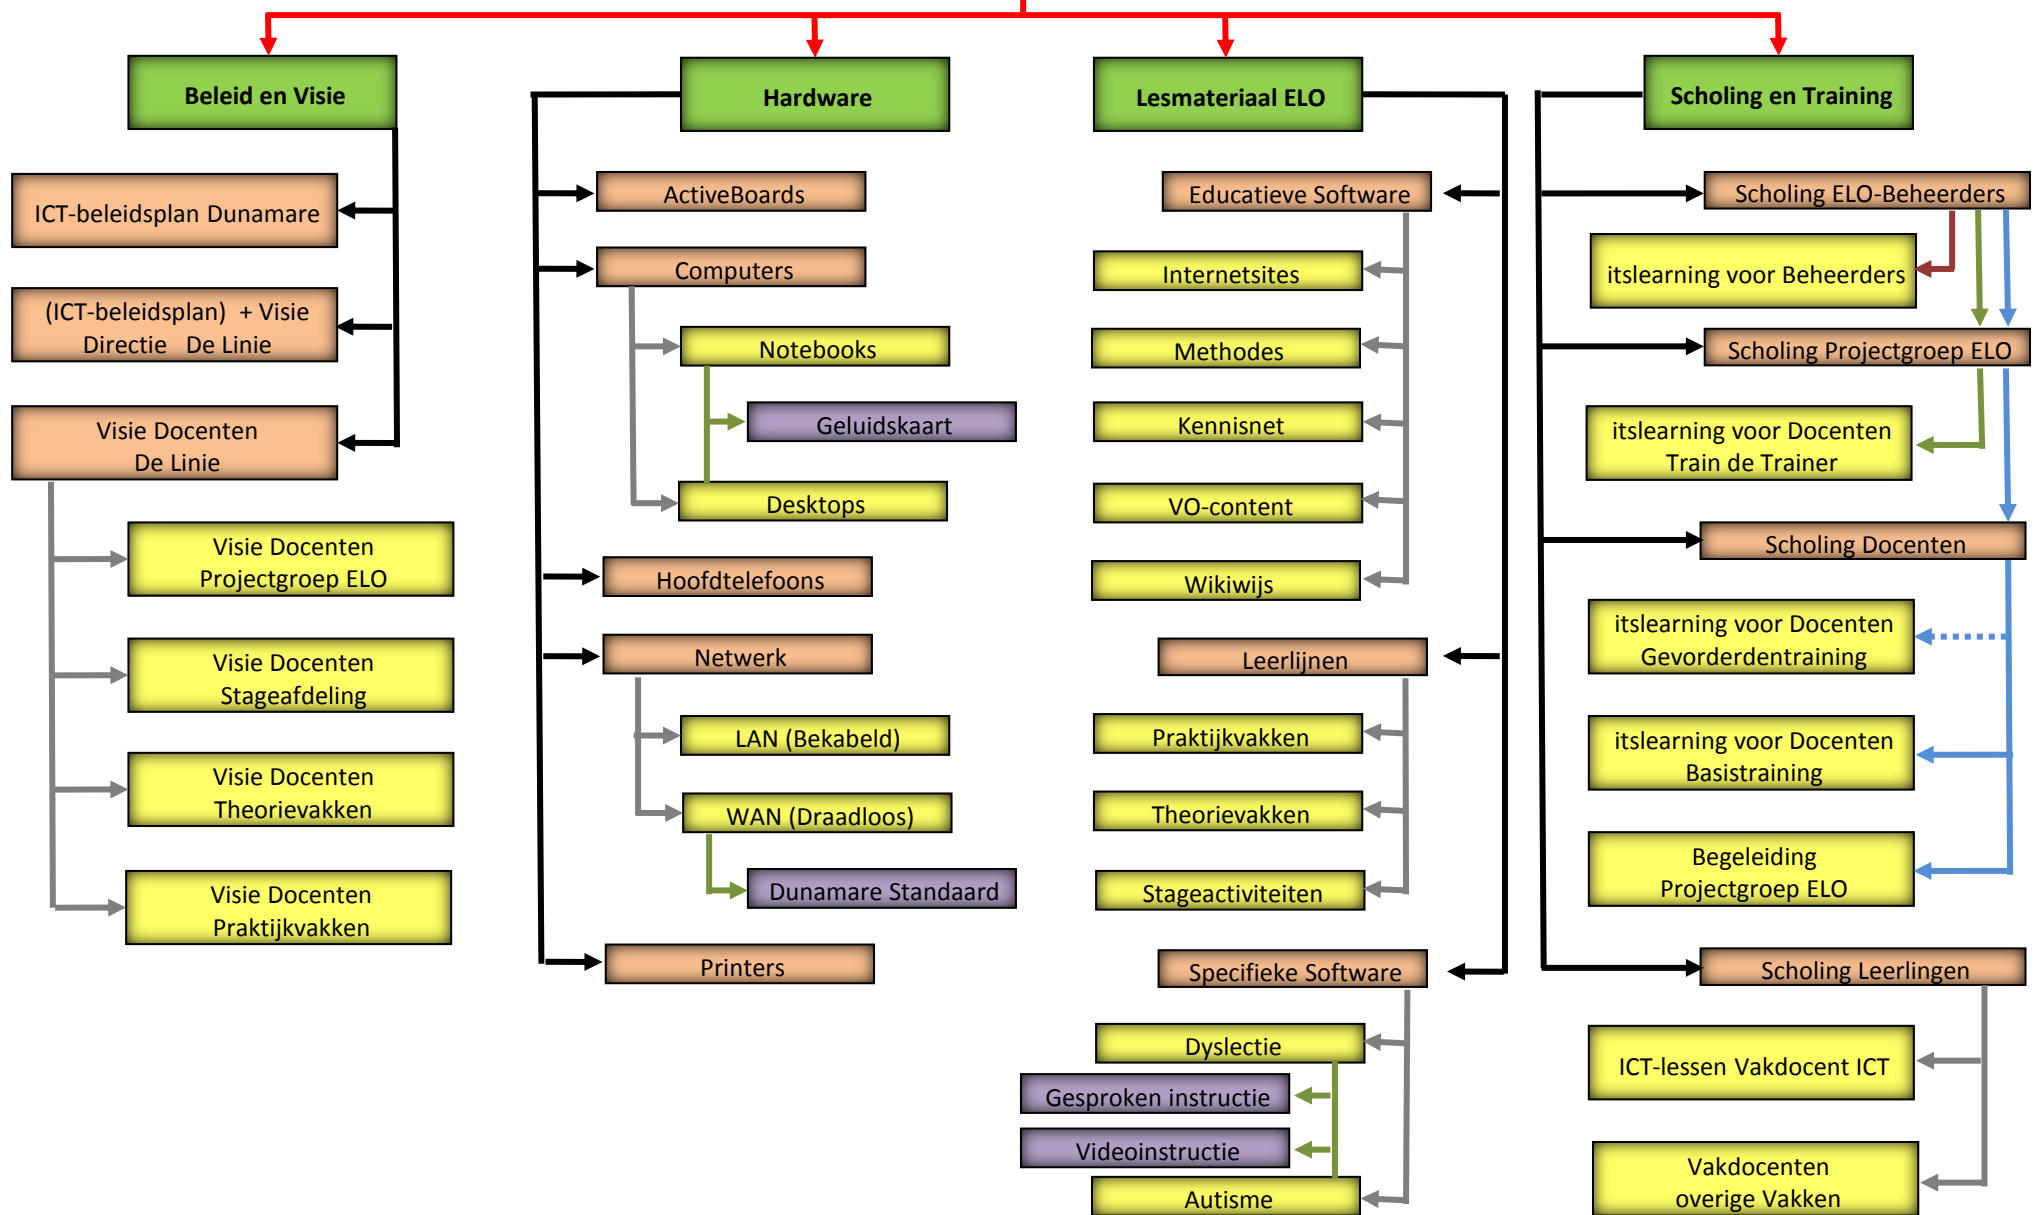 Beleid en Visie
ICT-beleidsplan Dunamare
(ICT-beleidsplan) + Visie
Directie De Linie
Visie Docenten
De Linie
Visie Docenten
Projectgroep ELO
Visie Docenten
Stageafdeling
Visie Docenten
Theorievakken
Visie Docenten
Praktijkvakken
Hardware
ActiveBoards
Computers
Notebooks
Geluidskaart
Desktops
Hoofdtelefoons
Netwerk
LAN (Bekabeld)
WAN (Draadloos)
Dunamare Standaard
Printers
Lesmateriaal ELO
Educatieve Software
Internetsites
Methodes
Kennisnet
VO-content
Wikiwijs
Leerlijnen
Praktijkvakken
Theorievakken
Stageactiviteiten
Specifieke Software
Dyslectie
Gesproken instructie
Videoinstructie
Autisme
Scholing en Training
Scholing ELO-Beheerders
itslearning voor Beheerders
Scholing Projectgroep ELO
itslearning voor Docenten
Train de Trainer
Scholing Docenten
itslearning voor Docenten
Gevorderdentraining
itslearning voor Docenten
Basistraining
Begeleiding
Projectgroep ELO
Scholing Leerlingen
ICT-lessen Vakdocent ICT
Vakdocenten
overige Vakken